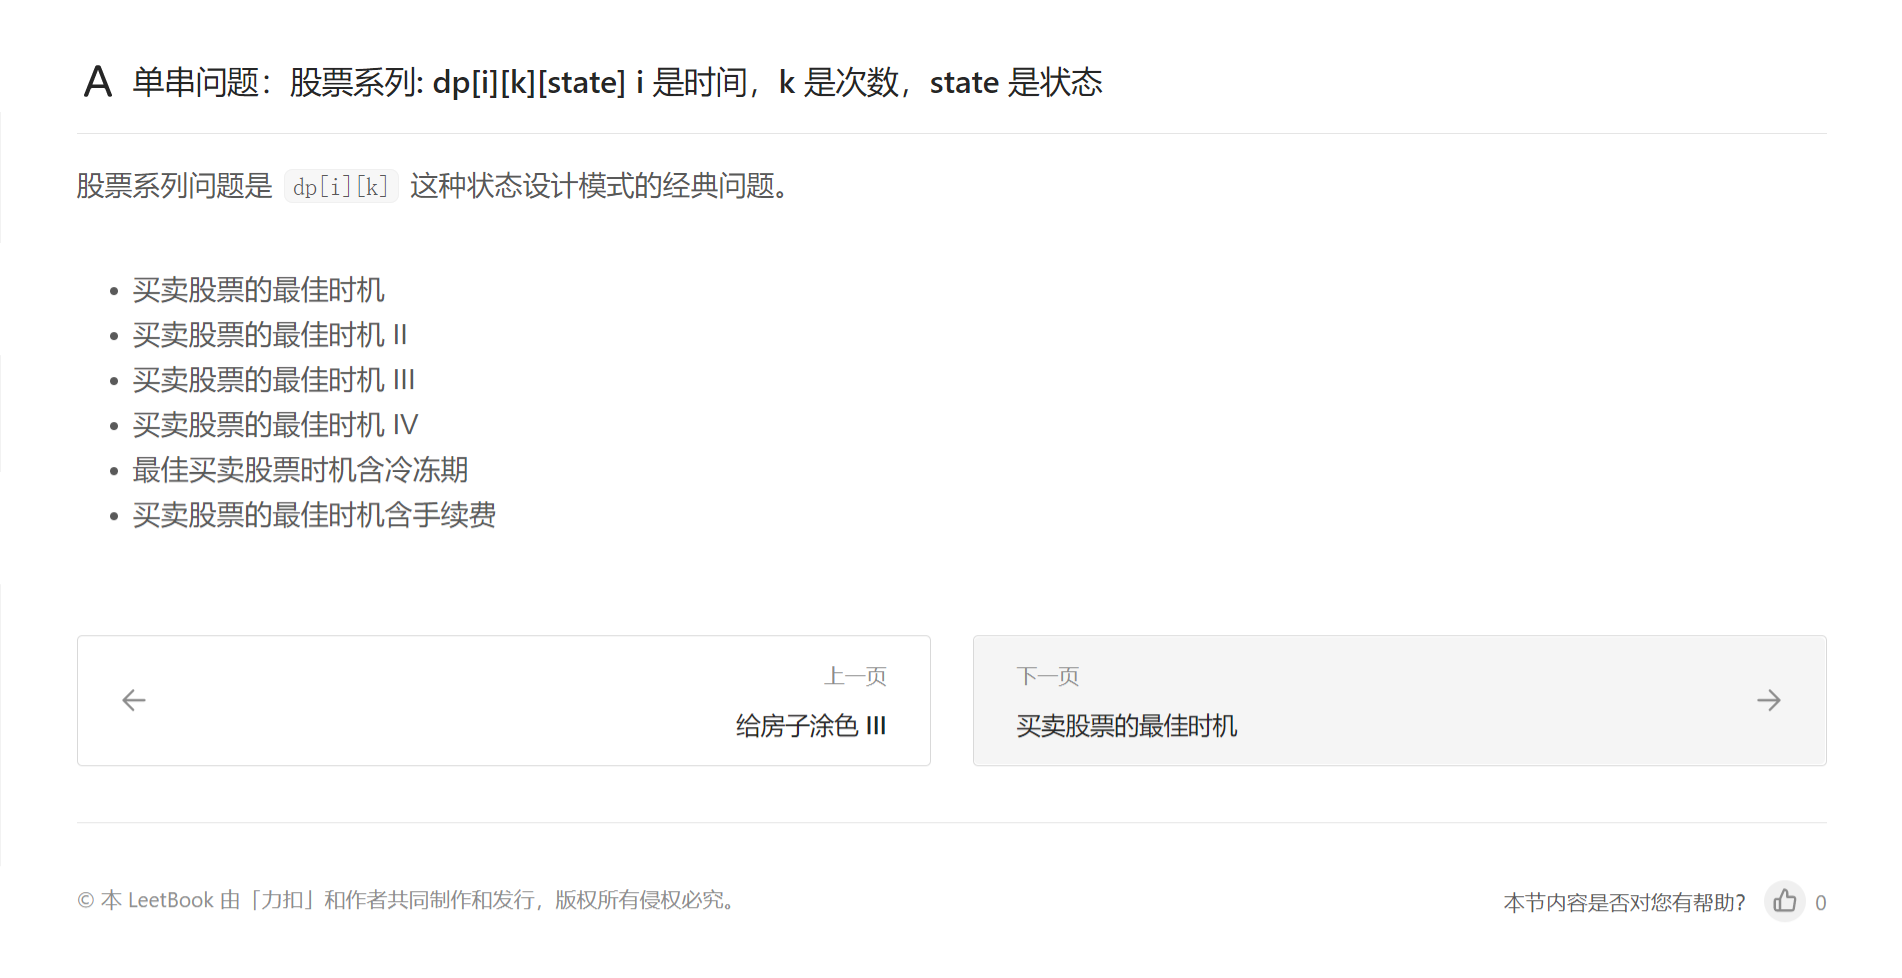 A 单串问题：股票系列: dp[i][k][state] i 是时间，k 是次数，state 是状态
股票系列问题是 dp[i][k] 这种状态设计模式的经典问题。
• 买卖股票的最佳时机
• 买卖股票的最佳时机 II
• 买卖股票的最佳时机 III
• 买卖股票的最佳时机 IV
• 最佳买卖股票时机含冷冻期
• 买卖股票的最佳时机含手续费
上一页
给房子涂色 III
下一页
买卖股票的最佳时机
© 本 LeetBook 由「力扣」和作者共同制作和发行，版权所有侵权必究。
本节内容是否对您有帮助? 0